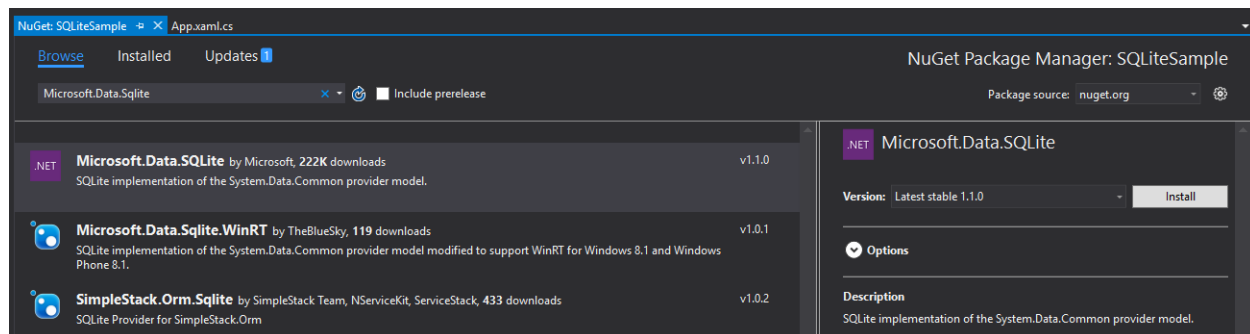 NuGet: SQLiteSample App.xaml.cs
Browse Installed Updates 1
NuGet Package Manager: SQLiteSample
Microsoft.Data.Sqlite Include prerelease
Package source: nuget.org
.NET Microsoft.Data.SQLite by Microsoft, 222K downloads v1.1.0
SQLite implementation of the System.Data.Common provider model.
Microsoft.Data.Sqlite.WinRT by TheBlueSky, 119 downloads v1.0.1
SQLite implementation of the System.Data.Common provider model modified to support WinRT for Windows 8.1 and Windows
Phone 8.1.
SimpleStack.Orm.Sqlite by SimpleStack Team, NServiceKit, ServiceStack, 433 downloads v1.0.2
SQLite Provider for SimpleStack.Orm
.NET Microsoft.Data.SQLite
Version: Latest stable 1.1.0 Install
Options
Description
SQLite implementation of the System.Data.Common provider model.